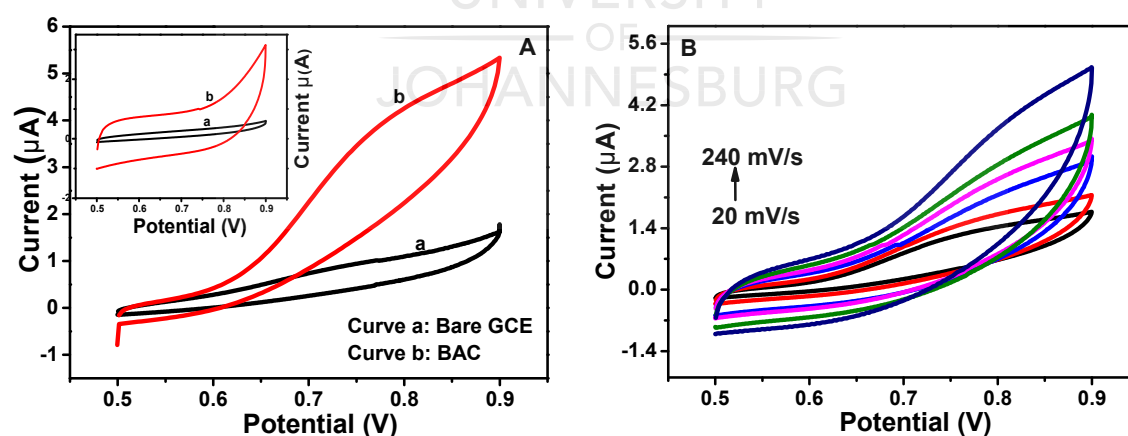 UNIVERSITY
OF
JOHANNESBURG
A
6
5
4
3
2
1
0
-1
Current (µA)
0.5 0.6 0.7 0.8 0.9
Potential (V)
b
a
Curve a: Bare GCE
Curve b: BAC
b
a
2
0
-2
0.5 0.6 0.7 0.8 0.9
Potential (V)
Current µ(A)
B
5.6
4.2
2.8
1.4
0.0
-1.4
Current (µA)
240 mV/s
20 mV/s
0.5 0.6 0.7 0.8 0.9
Potential (V)